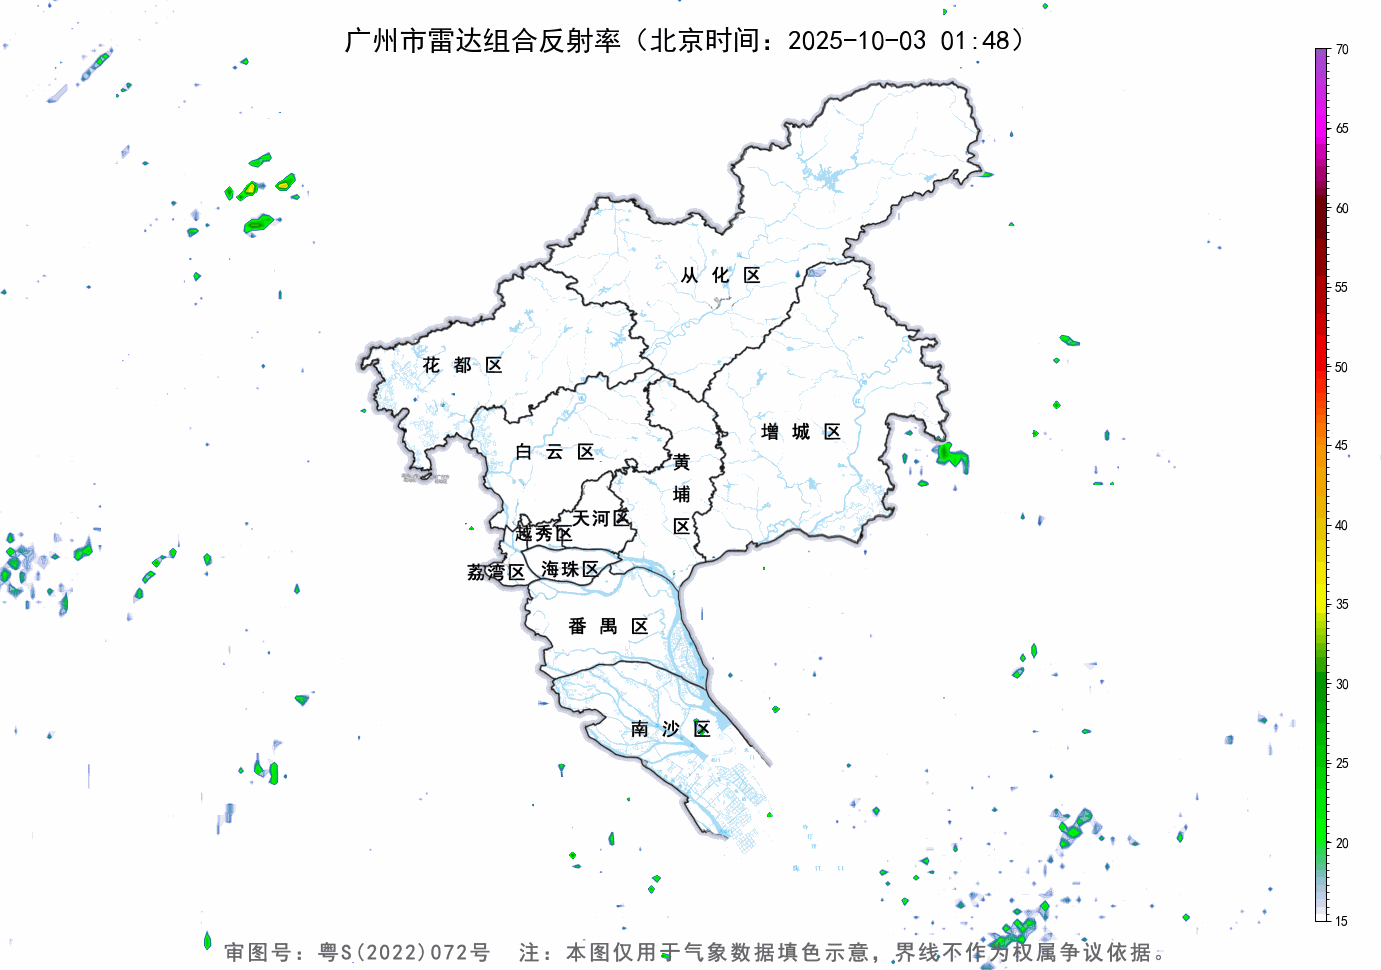 广州市雷达组合反射率（北京时间：2025-10-03 01:48）
70
65
60
55
50
45
40
35
30
25
20
15
从化区
花都区
增城区
白云区
黄埔区
天河区
越秀区
荔湾区
海珠区
番禺区
南沙区
审图号：粤S(2022)072号 注：本图仅用于气象数据填色示意，界线不作为权属争议依据。